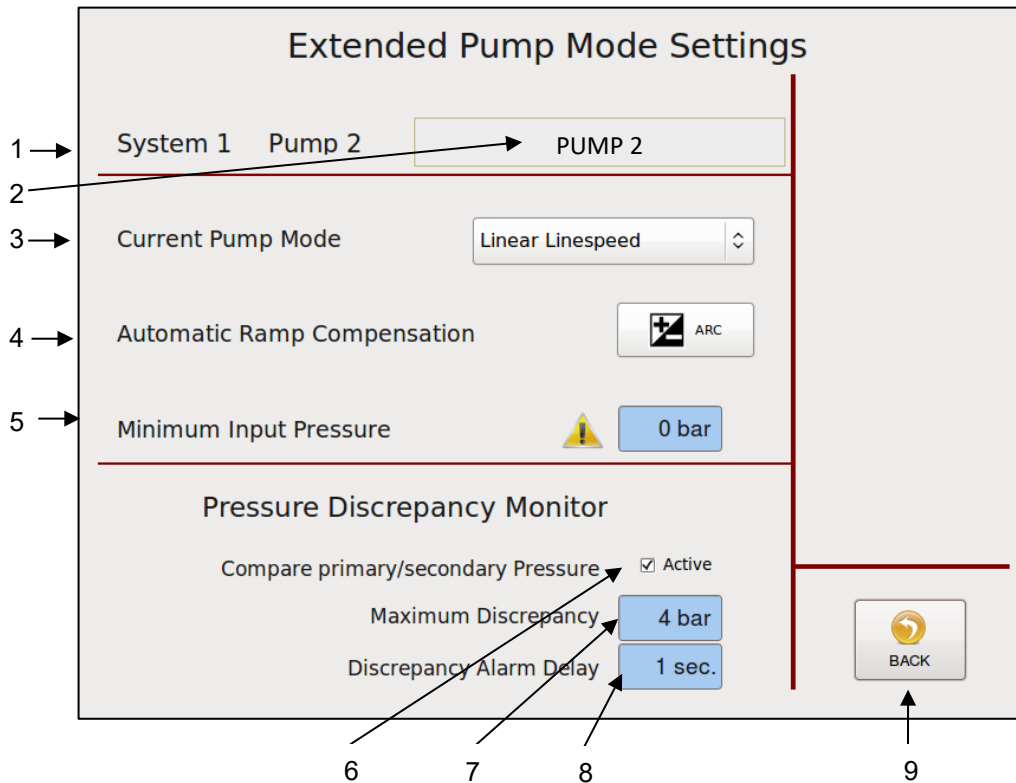 Extended Pump Mode Settings
1 System 1 Pump 2 PUMP 2
2
3 Current Pump Mode Linear Linespeed
4 Automatic Ramp Compensation ARC
5 Minimum Input Pressure 0 bar
Pressure Discrepancy Monitor
Compare primary/secondary Pressure Active
Maximum Discrepancy 4 bar
Discrepancy Alarm Delay 1 sec.
BACK
6 7 8 9